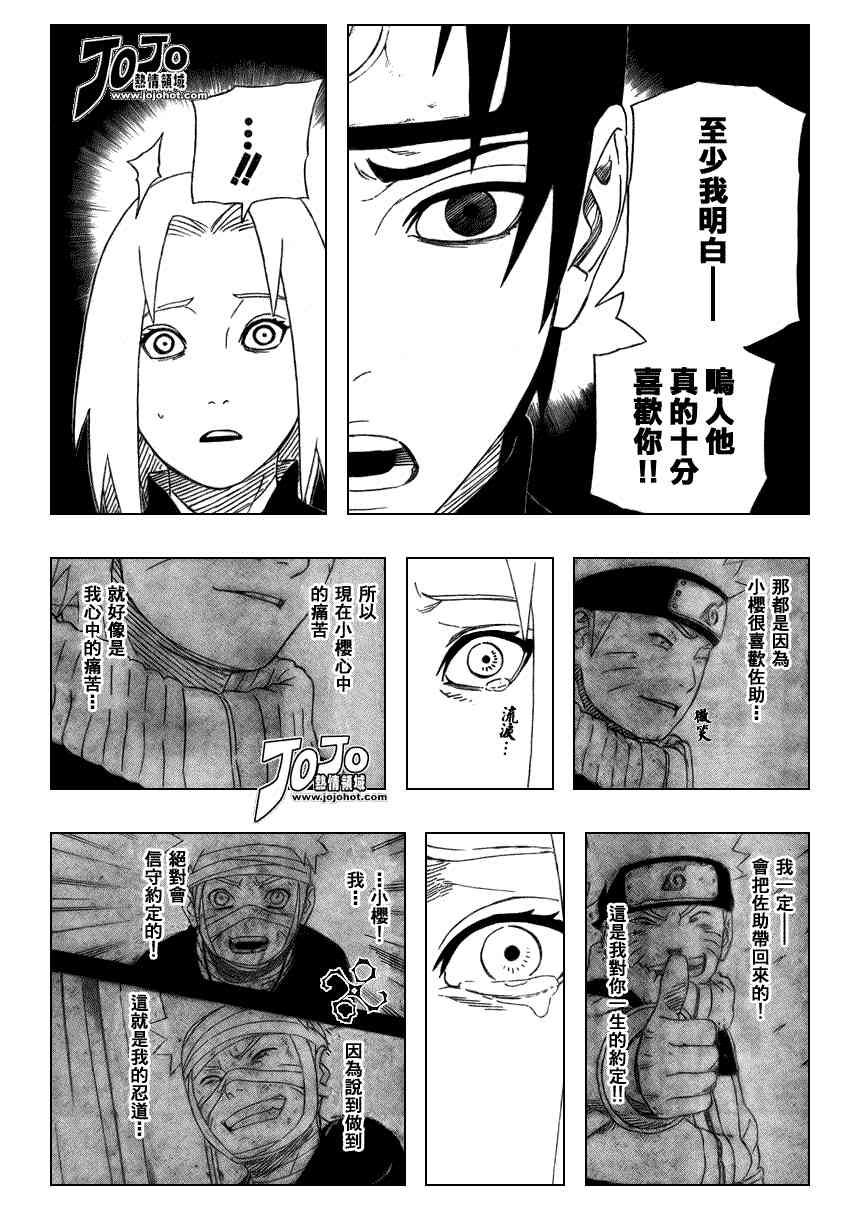 至少我明白——
鳴人他
真的十分
喜歡你!!
JOJO
熱情領域
www.jojohot.com
…!!
那都是因為
小櫻很喜歡佐助…
微笑
流淚…
所以
現在小櫻心中
的痛苦
就好像是
我心中的痛苦…
JOJO
熱情領域
www.jojohot.com
我一定——
會把佐助帶回來的！
這是我對你一生的約定!!
…小櫻！
我…
絕對會
信守約定的！
因為說到做到
這就是我的忍道…